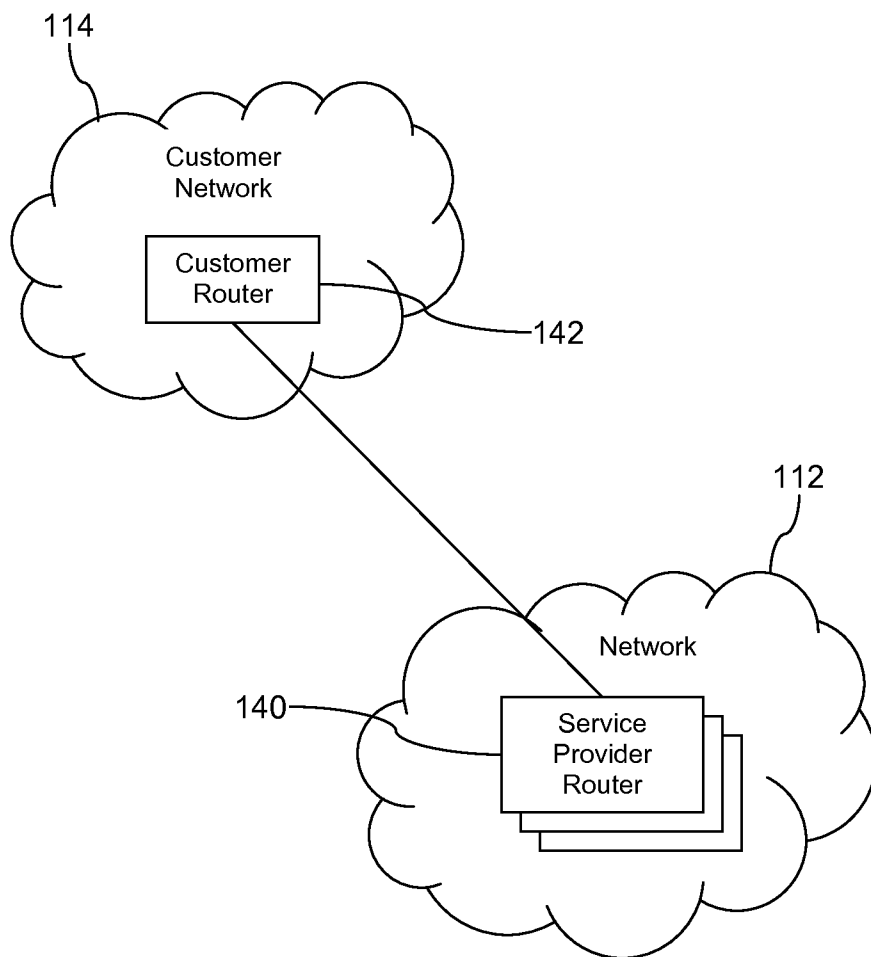 114
Customer
Network
Customer
Router
142
112
Network
140
Service
Provider
Router